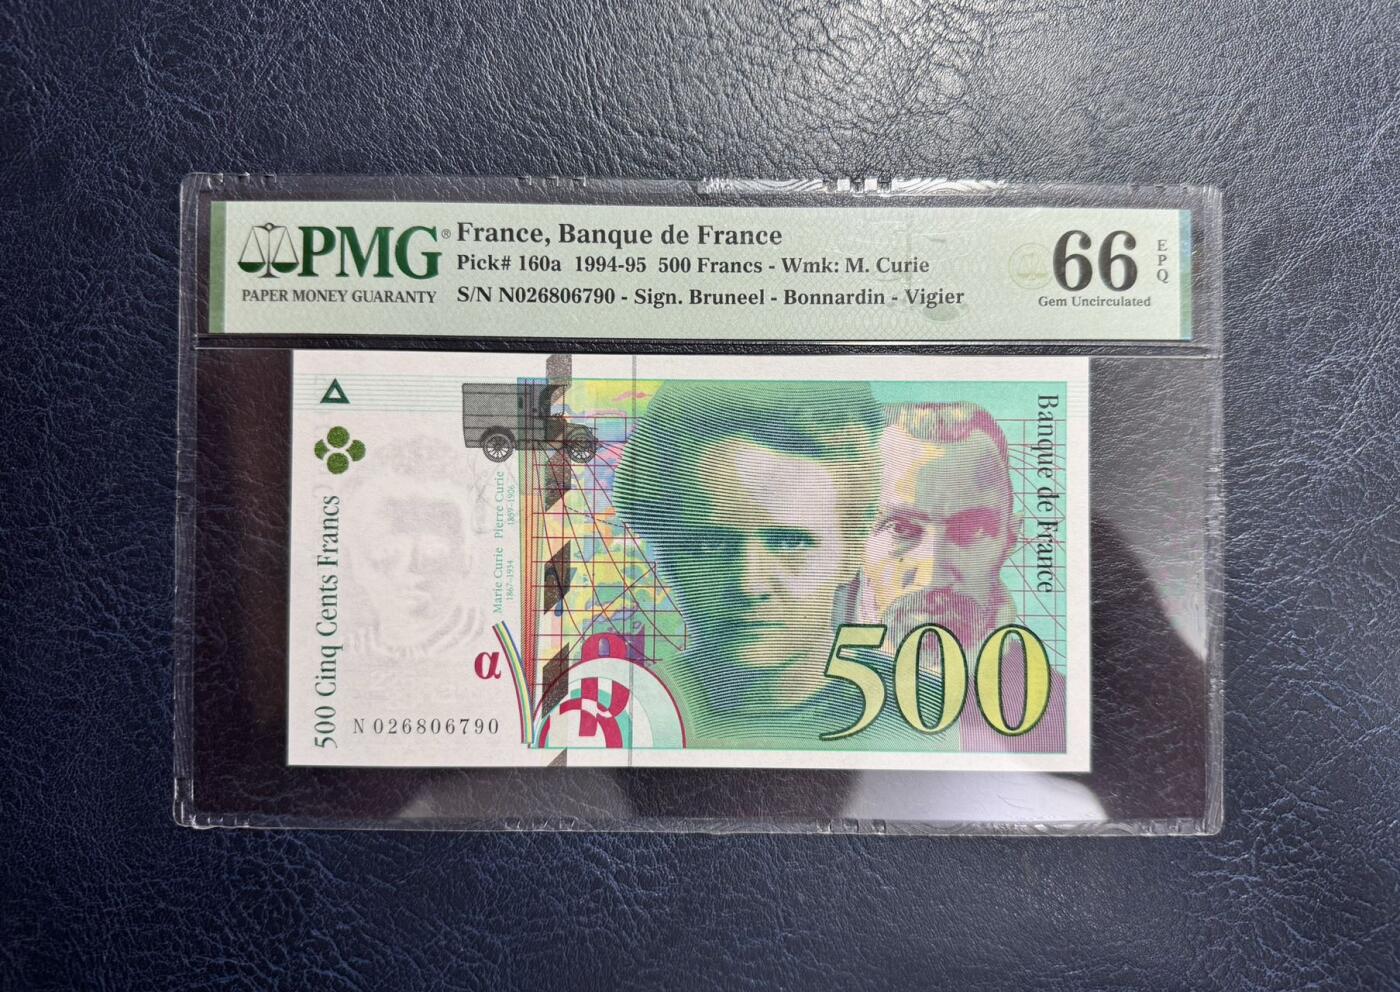 PMG®
PAPER MONEY GUARANTY
France, Banque de France
Pick# 160a 1994-95 500 Francs - Wmk: M. Curie
S/N N026806790 - Sign. Bruneel - Bonnardin - Vigier
66
EPQ
Gem Uncirculated
500 Cinq Cents Francs
Marie Curie
1867-1934
Pierre Curie
1859-1906
α
N 026806790
Banque de France
500